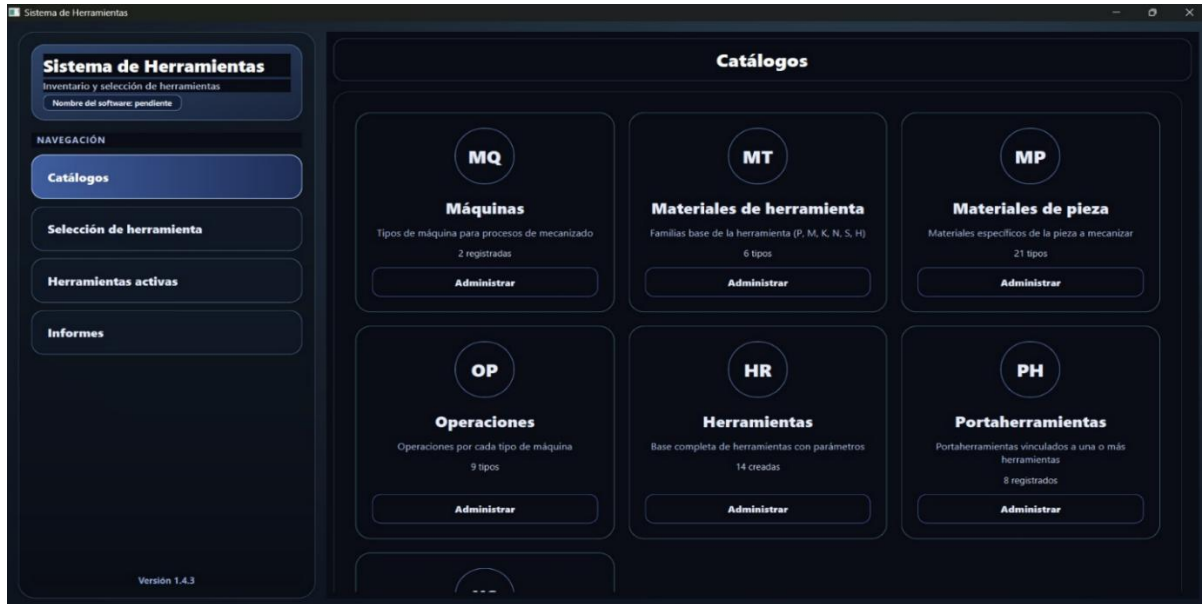 Sistema de Herramientas
Sistema de Herramientas
Inventario y selección de herramientas
Nombre del software: pendiente
NAVEGACIÓN
Catálogos
Selección de herramienta
Herramientas activas
Informes
Versión 1.4.3
Catálogos
MQ
Máquinas
Tipos de máquina para procesos de mecanizado
2 registradas
Administrar
MT
Materiales de herramienta
Familias base de la herramienta (P, M, K, N, S, H)
6 tipos
Administrar
MP
Materiales de pieza
Materiales específicos de la pieza a mecanizar
21 tipos
Administrar
OP
Operaciones
Operaciones por cada tipo de máquina
9 tipos
Administrar
HR
Herramientas
Base completa de herramientas con parámetros
14 creadas
Administrar
PH
Portaherramientas
Portaherramientas vinculados a una o más
herramientas
8 registrados
Administrar